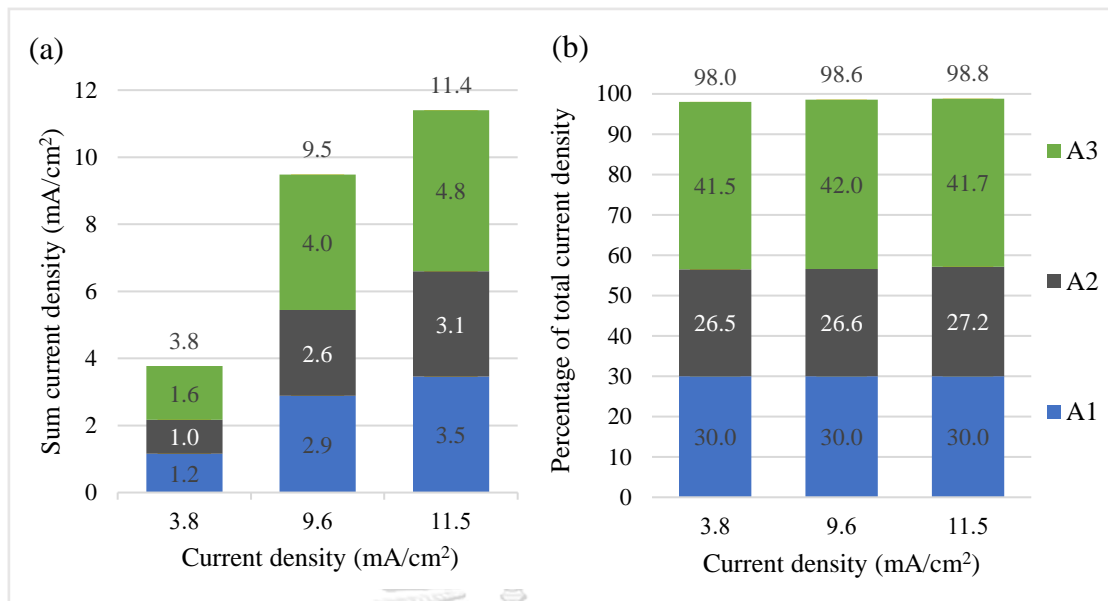 (a)
Sum current density (mA/cm²)
12
10
8
6
4
2
0
3.8
1.6
1.0
1.2
9.5
4.0
2.6
2.9
11.4
4.8
3.1
3.5
3.8 9.6 11.5
Current density (mA/cm²)
(b)
Percentage of total current density
100
90
80
70
60
50
40
30
20
10
0
98.0 98.6 98.8
41.5 42.0 41.7
26.5 26.6 27.2
30.0 30.0 30.0
3.8 9.6 11.5
Current density (mA/cm²)
A3
A2
A1